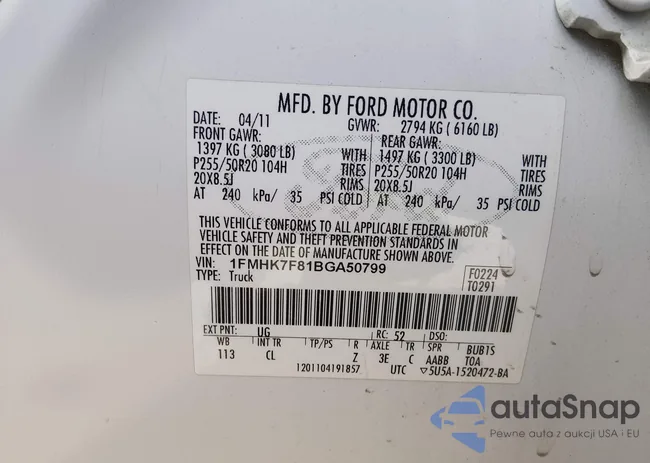 MFD. BY FORD MOTOR CO.
DATE: 04/11 GVWR: 2794 KG ( 6160 LB)
FRONT GAWR: REAR GAWR:
1397 KG ( 3080 LB) WITH 1497 KG ( 3300 LB) WITH
P255/50R20 104H TIRES P255/50R20 104H TIRES
20X8.5J RIMS 20X8.5J RIMS
AT 240 kPa/ 35 PSI COLD AT 240 kPa/ 35 PSI COLD
THIS VEHICLE CONFORMS TO ALL APPLICABLE FEDERAL MOTOR
VEHICLE SAFETY AND THEFT PREVENTION STANDARDS IN
EFFECT ON THE DATE OF MANUFACTURE SHOWN ABOVE.
VIN: 1FMHK7F81BGA50799 F0224
TYPE: Truck T0291
EXT PNT: UG RC: 52 DSO:
WB INT TR TP/PS R AXLE TR SPR BUB1S
113 CL Z 3E C AABB TOA
1201104191857 UTC ▽5U5A-1520472-BA
autoSnap
Pewne auta z aukcji USA i EU